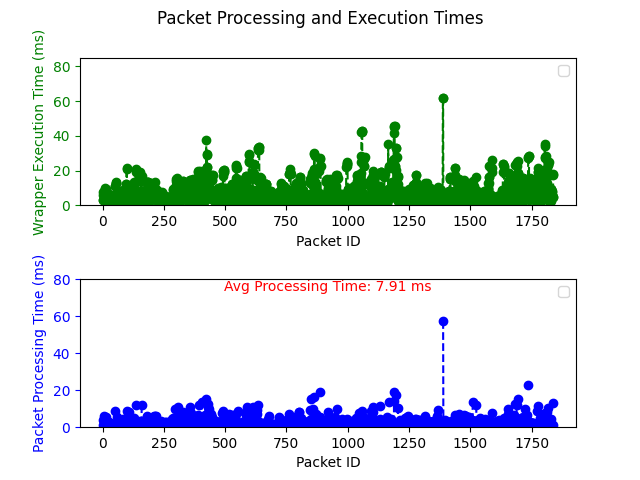 Packet Processing and Execution Times
Wrapper Execution Time (ms)
80
60
40
20
0
0 250 500 750 1000 1250 1500 1750
Packet ID
Packet Processing Time (ms)
Avg Processing Time: 7.91 ms
80
60
40
20
0
0 250 500 750 1000 1250 1500 1750
Packet ID